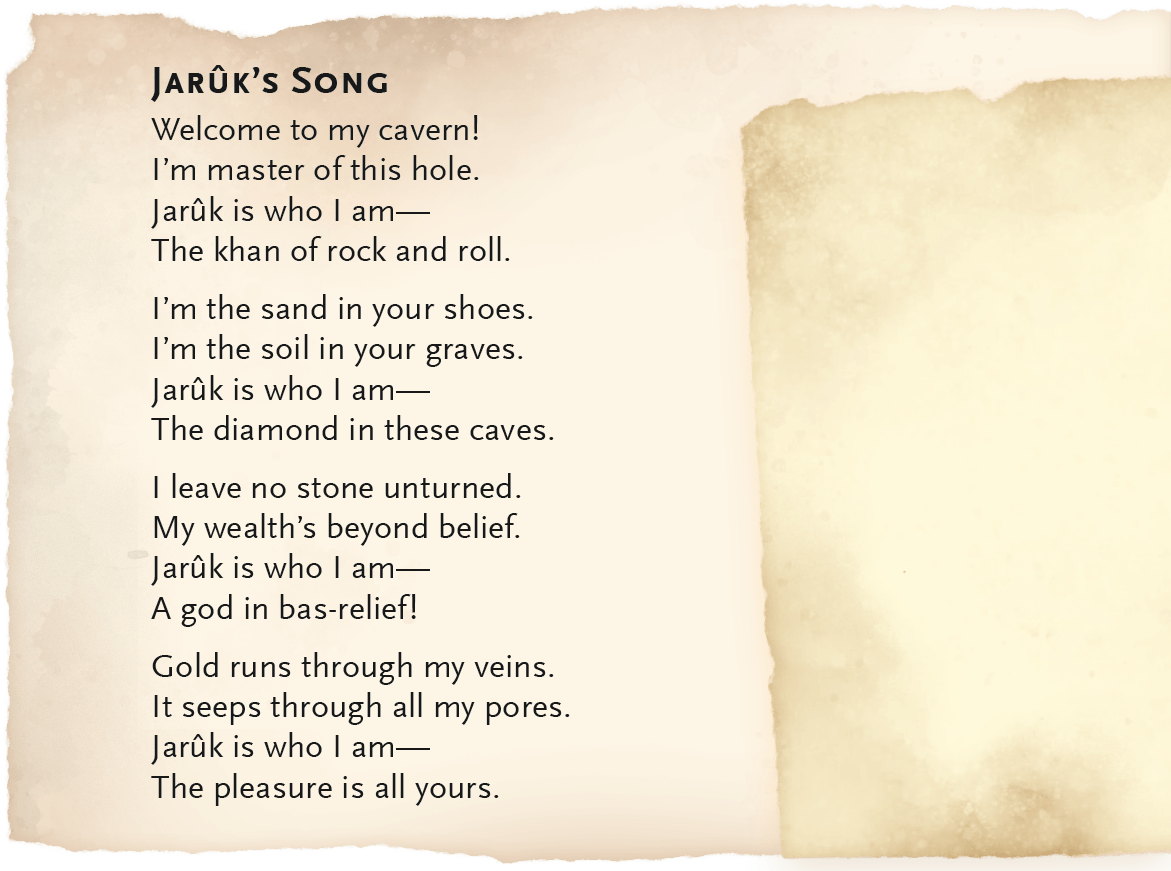 Jarûk’s Song
Welcome to my cavern!
I’m master of this hole.
Jarûk is who I am—
The khan of rock and roll.
I’m the sand in your shoes.
I’m the soil in your graves.
Jarûk is who I am—
The diamond in these caves.
I leave no stone unturned.
My wealth’s beyond belief.
Jarûk is who I am—
A god in bas-relief!
Gold runs through my veins.
It seeps through all my pores.
Jarûk is who I am—
The pleasure is all yours.